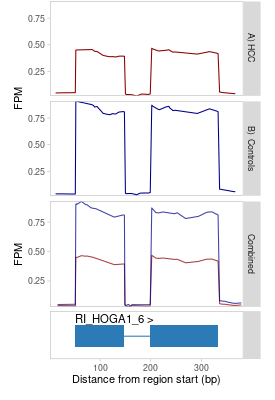 0.75
0.50
0.25
FPM
A) HCC
0.75
0.50
0.25
B) Controls
0.75
0.50
0.25
FPM
Combined
RI_HOGA1_6 >
100
200
300
Distance from region start (bp)